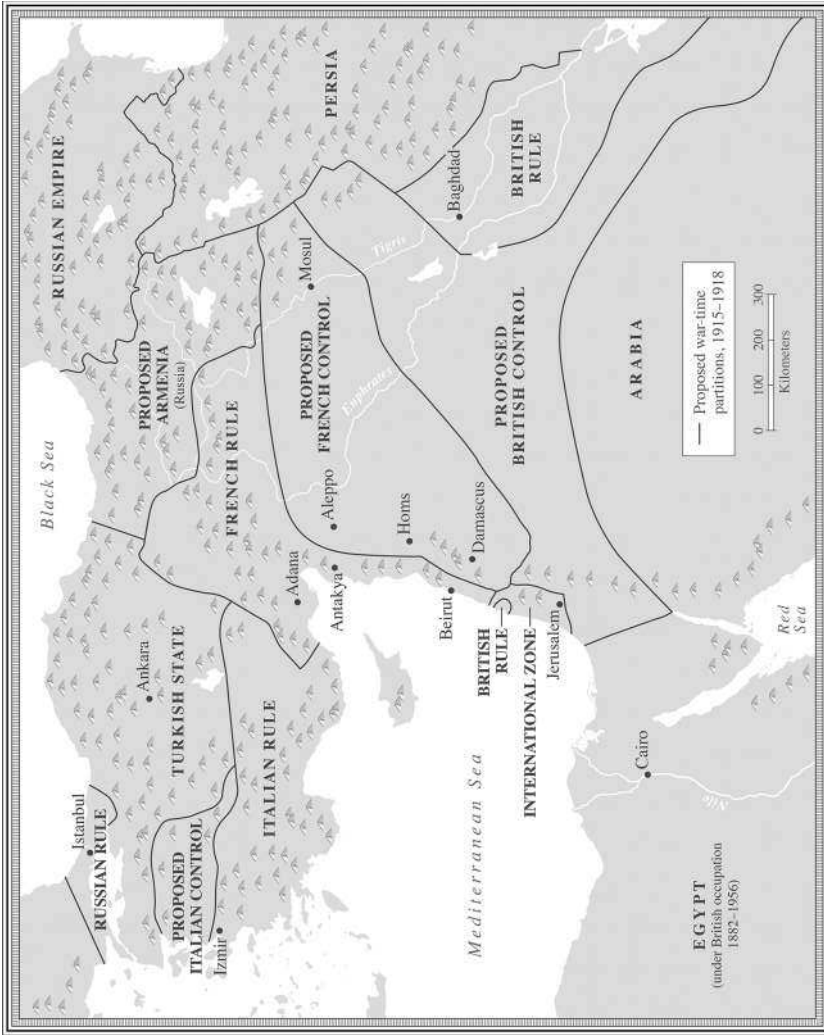 Black Sea
RUSSIAN EMPIRE
Istanbul
RUSSIAN RULE
Ankara
TURKISH STATE
PROPOSED
ARMENIA
(Russia)
PROPOSED
ITALIAN CONTROL
Izmir
ITALIAN RULE
FRENCH RULE
Adana
Antakya
Aleppo
Mosul
Tigris
PROPOSED
FRENCH CONTROL
Euphrates
Homs
PERSIA
Mediterranean Sea
Beirut
Damascus
Baghdad
BRITISH
RULE
BRITISH
RULE
INTERNATIONAL ZONE
Jerusalem
PROPOSED
BRITISH CONTROL
Cairo
Nile
EGYPT
(under British occupation
1882–1956)
Red
Sea
ARABIA
Proposed war-time
partitions, 1915–1918
0 100 200 300
Kilometers